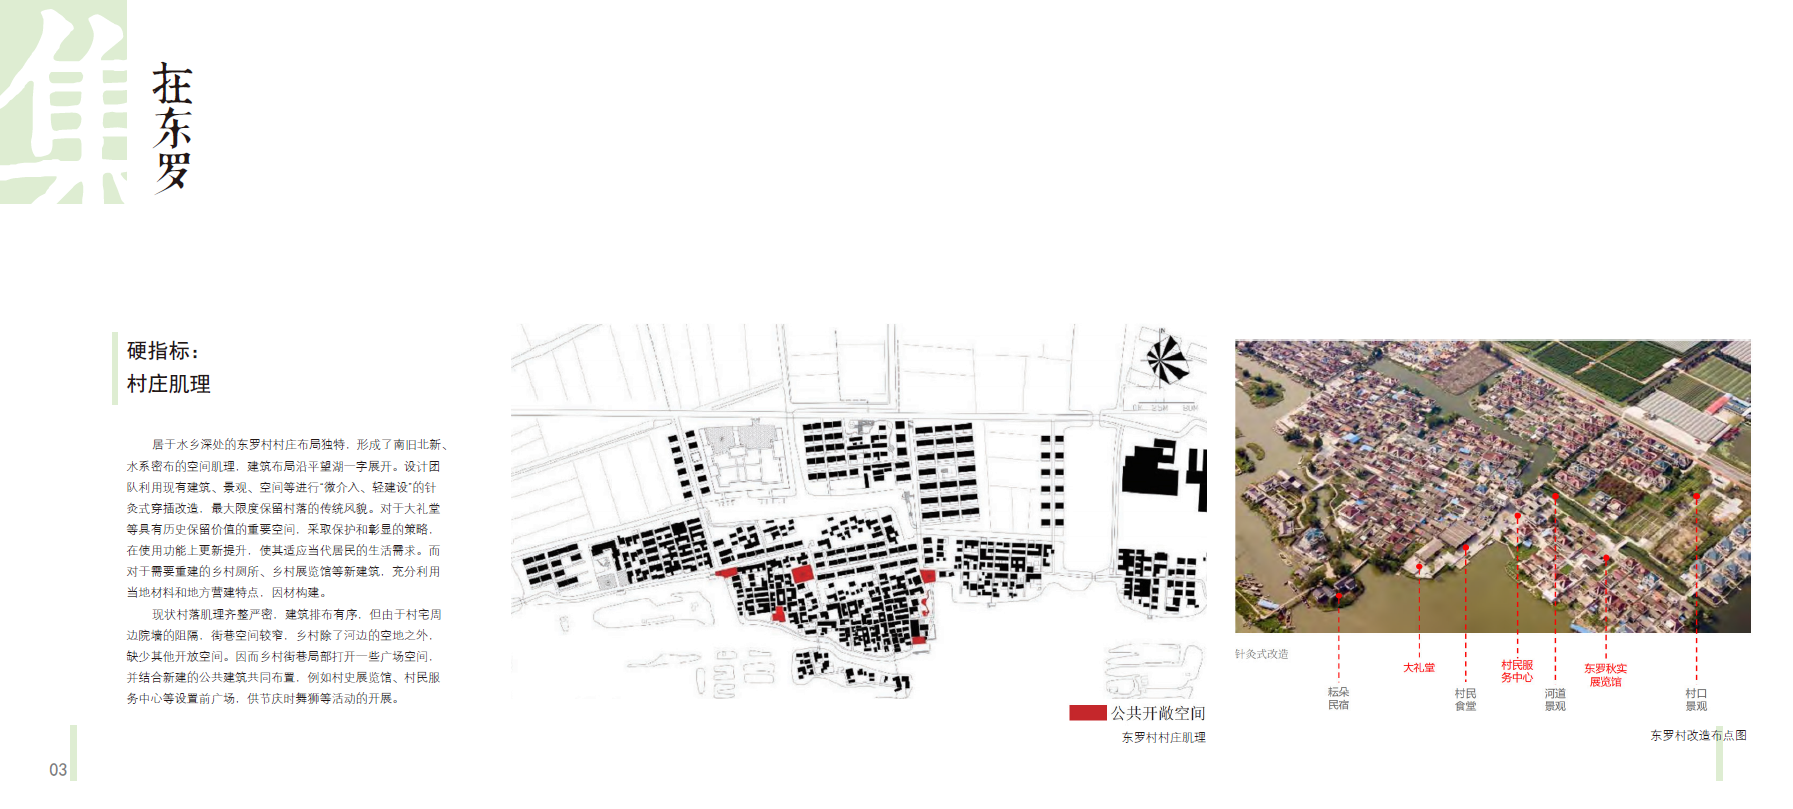 集
在东罗
硬指标：
村庄肌理
居于水乡深处的东罗村村庄布局独特，形成了南旧北新、
水系密布的空间肌理，建筑布局沿平望湖一字展开。设计团
队利用现有建筑、景观、空间等进行“微介入、轻建设”的针
灸式穿插改造，最大限度保留村落的传统风貌。对于大礼堂
等具有历史保留价值的重要空间，采取保护和彰显的策略，
在使用功能上更新提升，使其适应当代居民的生活需求。而
对于需要重建的乡村厕所、乡村展览馆等新建筑，充分利用
当地材料和地方营建特点，因材构建。
现状村落肌理齐整严密，建筑排布有序，但由于村宅周
边院墙的阻隔，街巷空间较窄，乡村除了河边的空地之外，
缺少其他开放空间。因而乡村街巷局部打开一些广场空间，
并结合新建的公共建筑共同布置，例如村史展览馆、村民服
务中心等设置前广场，供节庆时舞狮等活动的开展。
N
公共开敞空间
东罗村村庄肌理
针灸式改造
耘朵
民宿
大礼堂
村民
食堂
村民服
务中心
河道
景观
东罗秋实
展览馆
村口
景观
东罗村改造布点图
03